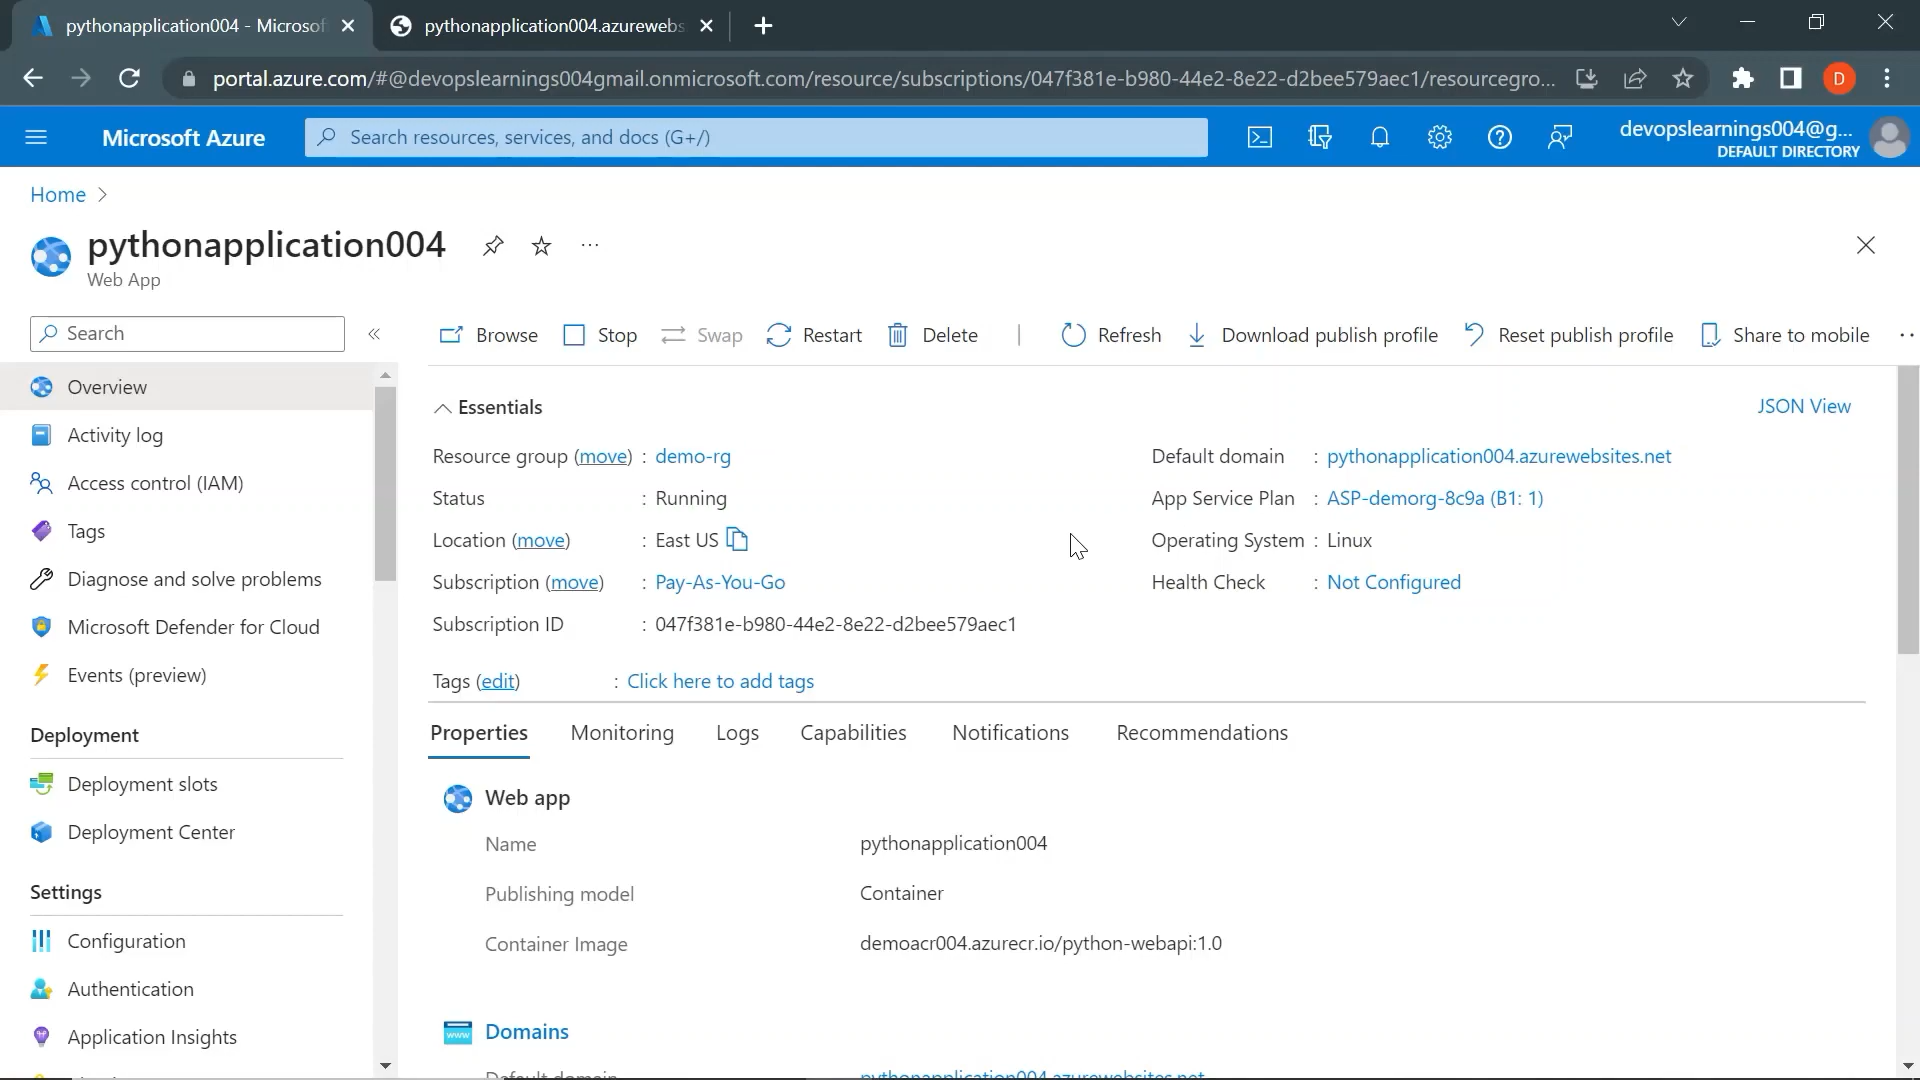 pythonapplication004 - Microsof
pythonapplication004.azurewebs
portal.azure.com/#@devopslearnings004gmail.onmicrosoft.com/resource/subscriptions/047f381e-b980-44e2-8e22-d2bee579aec1/resourcegro...
D
Microsoft Azure
Search resources, services, and docs (G+/)
devopslearnings004@g...
DEFAULT DIRECTORY
Home
pythonapplication004
Web App
Search
Browse
Stop
Swap
Restart
Delete
Refresh
Download publish profile
Reset publish profile
Share to mobile
Overview
Activity log
Access control (IAM)
Tags
Diagnose and solve problems
Microsoft Defender for Cloud
Events (preview)
Deployment
Deployment slots
Deployment Center
Settings
Configuration
Authentication
Application Insights
Essentials
JSON View
Resource group (move) : demo-rg
Status : Running
Location (move) : East US
Subscription (move) : Pay-As-You-Go
Subscription ID : 047f381e-b980-44e2-8e22-d2bee579aec1
Default domain : pythonapplication004.azurewebsites.net
App Service Plan : ASP-demorg-8c9a (B1: 1)
Operating System : Linux
Health Check : Not Configured
Tags (edit) : Click here to add tags
Properties
Monitoring
Logs
Capabilities
Notifications
Recommendations
Web app
Name pythonapplication004
Publishing model Container
Container Image demoacr004.azurecr.io/python-webapi:1.0
www
Domains
Default domain pythonapplication004.azurewebsites.net